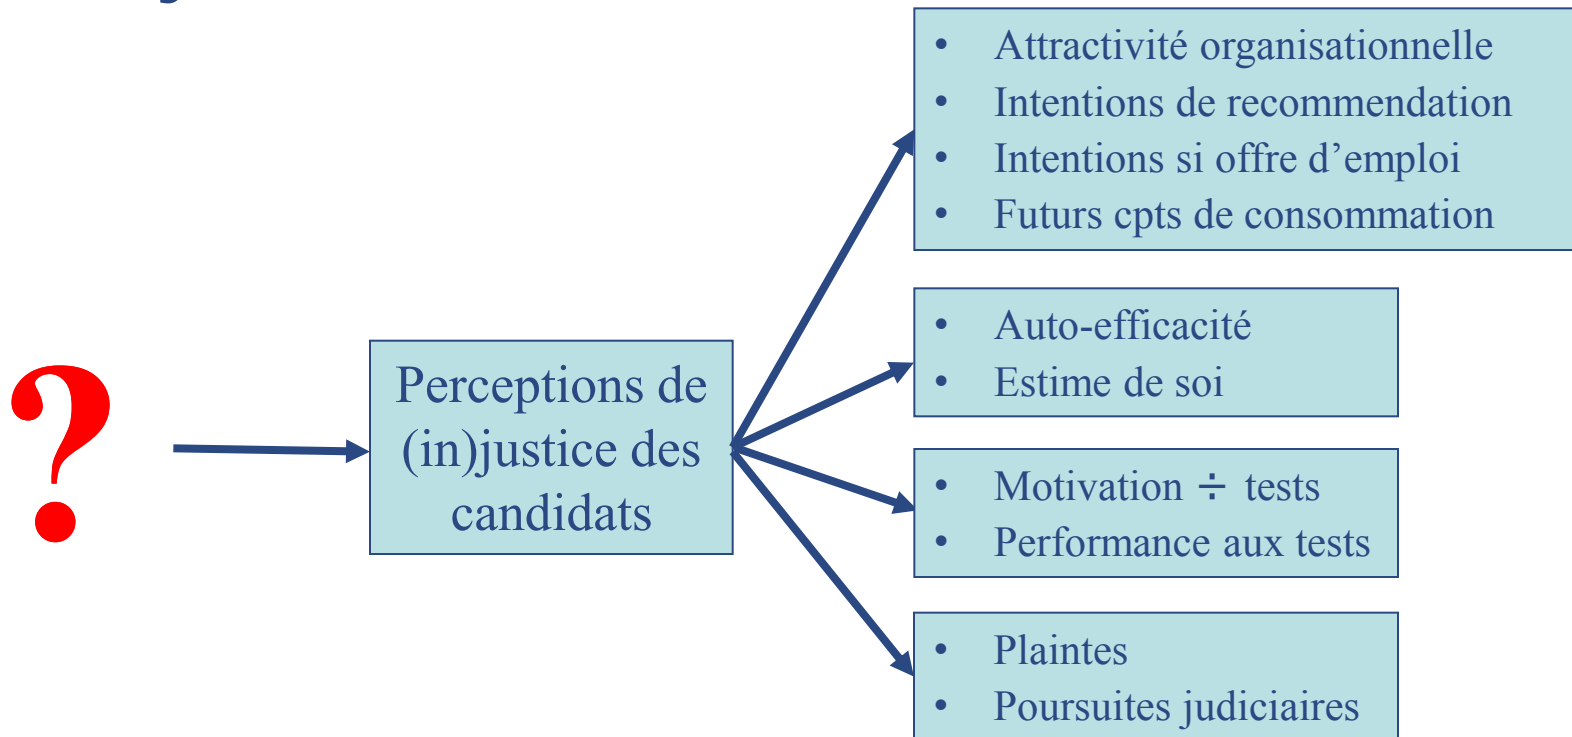 ?
Perceptions de
(in)justice des
candidats
• Attractivité organisationnelle
• Intentions de recommendation
• Intentions si offre d’emploi
• Futurs cpts de consommation
• Auto-efficacité
• Estime de soi
• Motivation ÷ tests
• Performance aux tests
• Plaintes
• Poursuites judiciaires